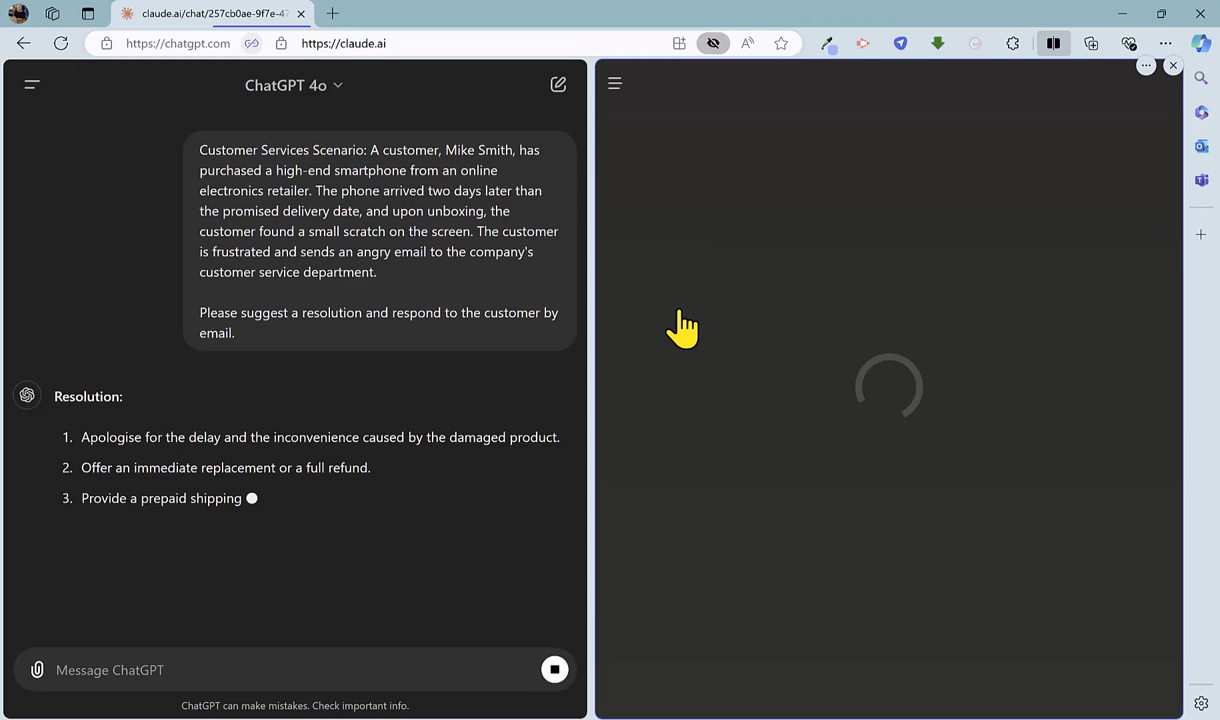 claude.ai/chat/257cb0ae-9f7e-47
https://chatgpt.com
https://claude.ai
ChatGPT 4o
Customer Services Scenario: A customer, Mike Smith, has
purchased a high-end smartphone from an online
electronics retailer. The phone arrived two days later than
the promised delivery date, and upon unboxing, the
customer found a small scratch on the screen. The customer
is frustrated and sends an angry email to the company's
customer service department.
Please suggest a resolution and respond to the customer by
email.
Resolution:
1. Apologise for the delay and the inconvenience caused by the damaged product.
2. Offer an immediate replacement or a full refund.
3. Provide a prepaid shipping
Message ChatGPT
ChatGPT can make mistakes. Check important info.